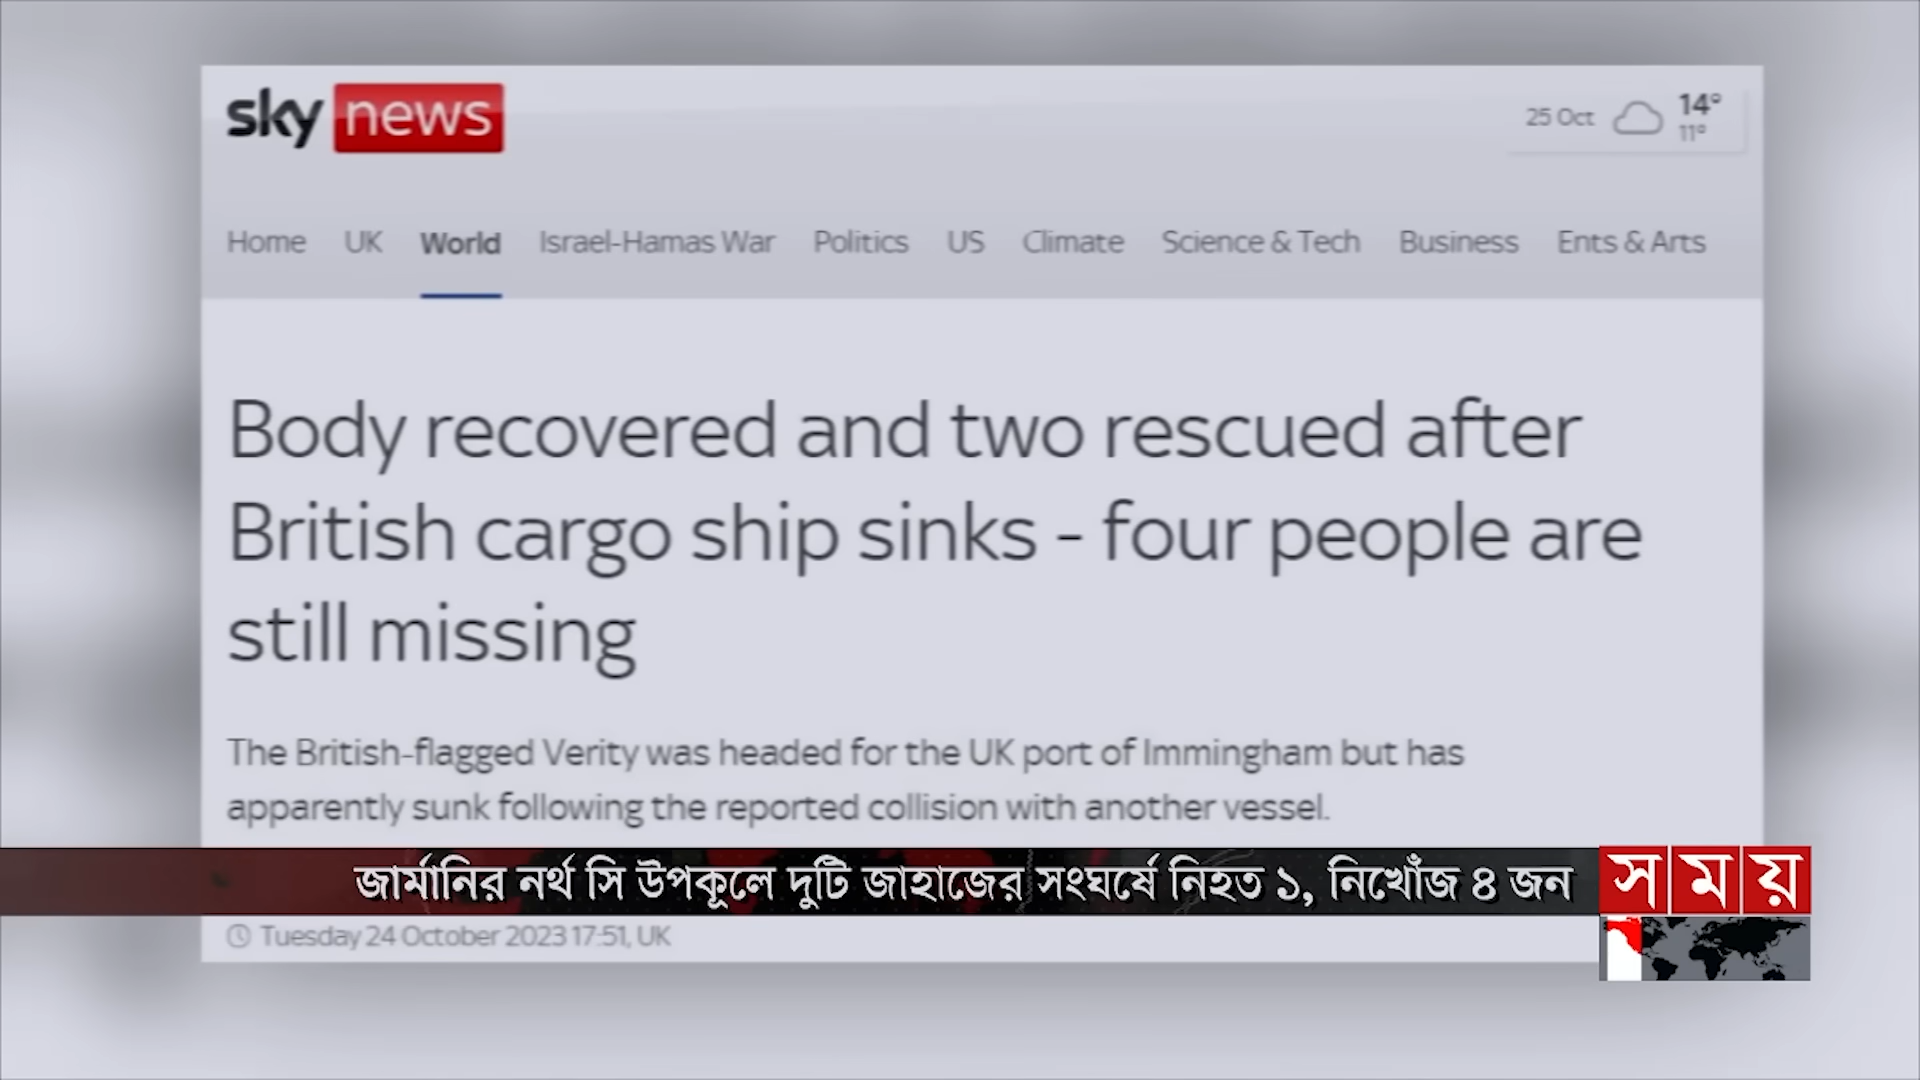 sky news
25 Oct 14°
11°
Home UK World Israel-Hamas War Politics US Climate Science & Tech Business Ents & Arts
Body recovered and two rescued after
British cargo ship sinks - four people are
still missing
The British-flagged Verity was headed for the UK port of Immingham but has
apparently sunk following the reported collision with another vessel.
জার্মানির নর্থ সি উপকূলে দুটি জাহাজের সংঘর্ষে নিহত ১, নিখোঁজ ৪ জন
সময়
Tuesday 24 October 2023 17:51, UK